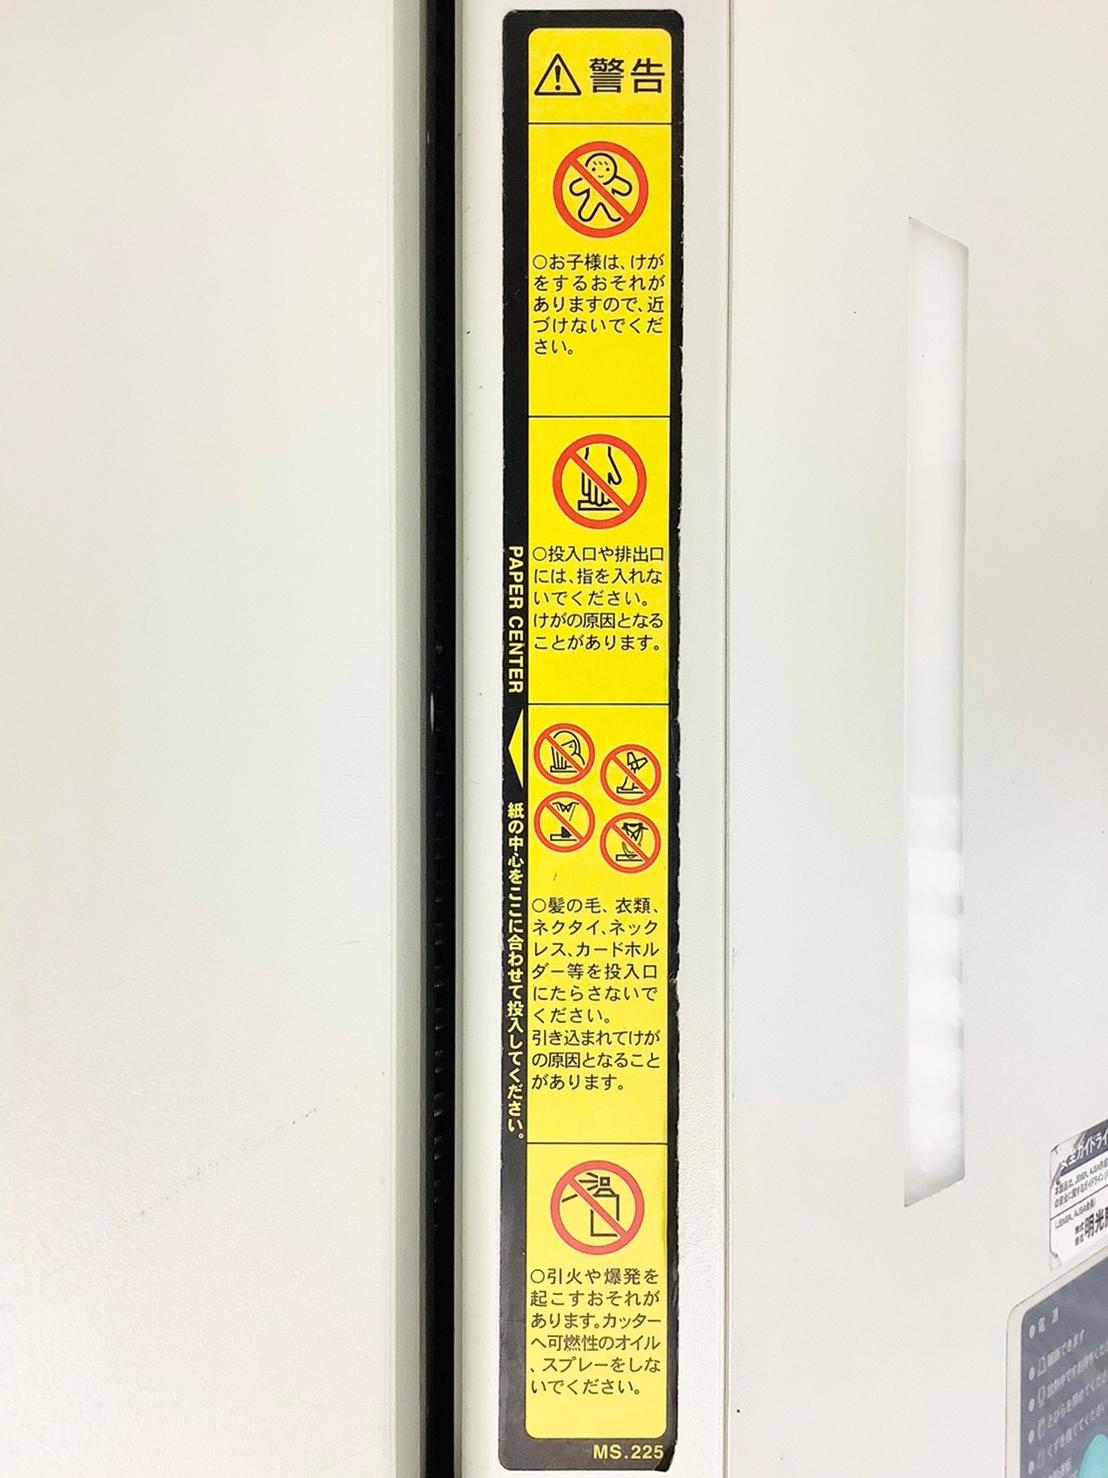 警告
○お子様は、けが
をするおそれが
ありますので、近
づけないでくだ
さい。
○投入口や排出口
には、指を入れな
いでください。
けがの原因となる
ことがあります。
○髪の毛、衣類、
ネクタイ、ネック
レス、カードホル
ダー等を投入口
にたらさないで
ください。
引き込まれてけが
の原因となること
があります。
○引火や爆発を
起こすおそれが
あります。カッター
へ可燃性のオイル
、スプレーをしな
いでください。
MS.225
PAPER CENTER
紙の中心をここに合わせて投入してください。
ガイドライ
明光
電源